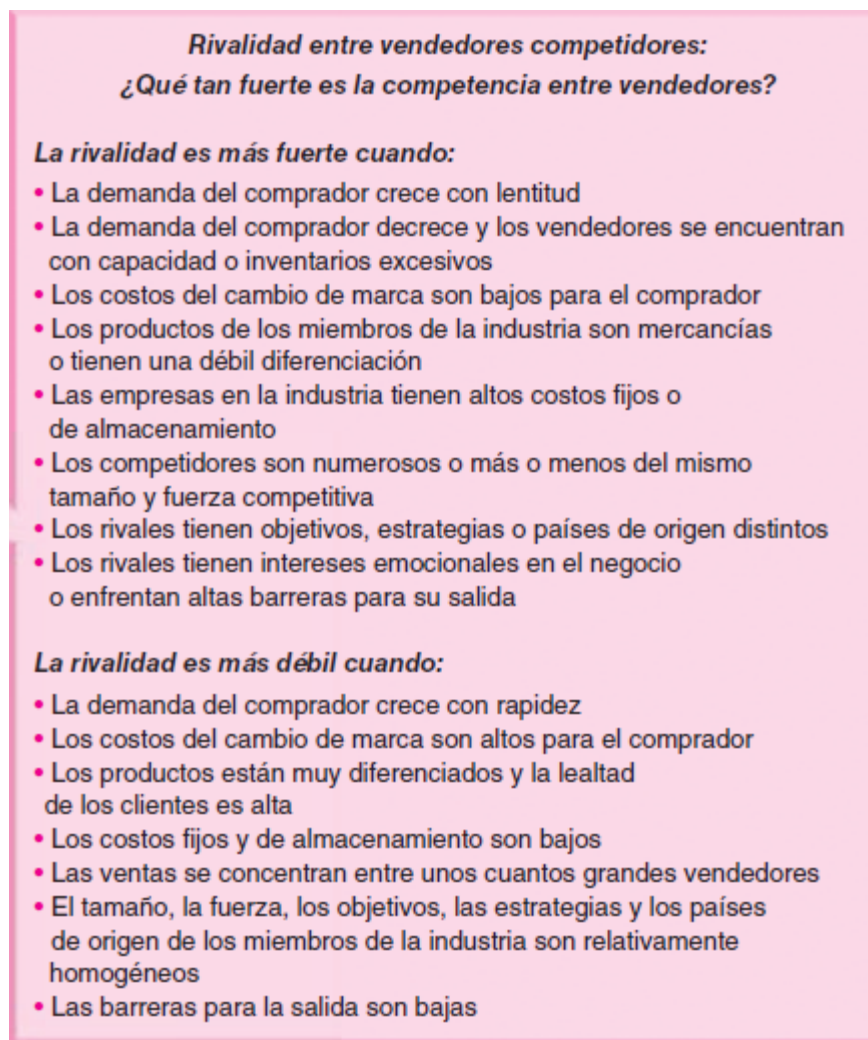 Rivalidad entre vendedores competidores:
¿Qué tan fuerte es la competencia entre vendedores?
La rivalidad es más fuerte cuando:
• La demanda del comprador crece con lentitud
• La demanda del comprador decrece y los vendedores se encuentran
con capacidad o inventarios excesivos
• Los costos del cambio de marca son bajos para el comprador
• Los productos de los miembros de la industria son mercancías
o tienen una débil diferenciación
• Las empresas en la industria tienen altos costos fijos o
de almacenamiento
• Los competidores son numerosos o más o menos del mismo
tamaño y fuerza competitiva
• Los rivales tienen objetivos, estrategias o países de origen distintos
• Los rivales tienen intereses emocionales en el negocio
o enfrentan altas barreras para su salida
La rivalidad es más débil cuando:
• La demanda del comprador crece con rapidez
• Los costos del cambio de marca son altos para el comprador
• Los productos están muy diferenciados y la lealtad
de los clientes es alta
• Los costos fijos y de almacenamiento son bajos
• Las ventas se concentran entre unos cuantos grandes vendedores
• El tamaño, la fuerza, los objetivos, las estrategias y los países
de origen de los miembros de la industria son relativamente
homogéneos
• Las barreras para la salida son bajas